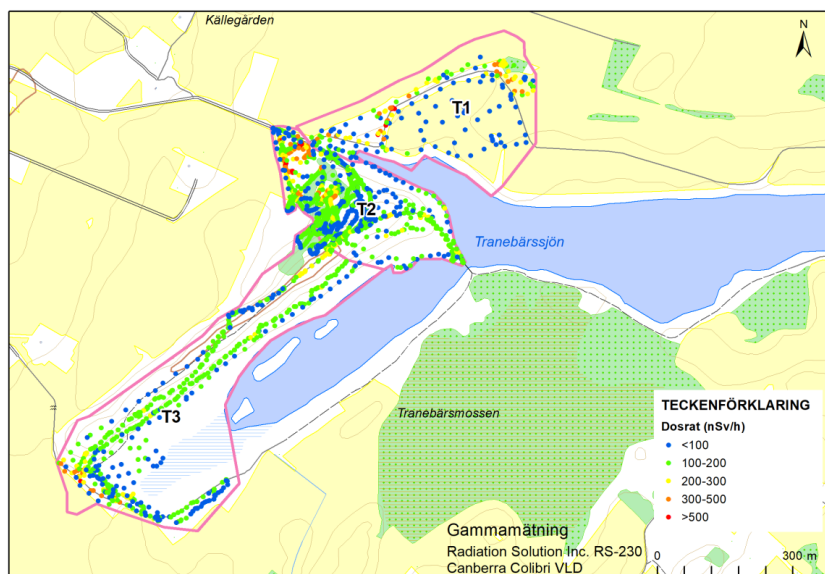 Källegården
N
T1
T2
Tranebärssjön
T3
Tranebärsmossen
TECKENFÖRKLARING
Dosrat (nSv/h)
<100
100-200
200-300
300-500
>500
Gammamätning
Radiation Solution Inc. RS-230
Canberra Colibri VLD
0 300 m